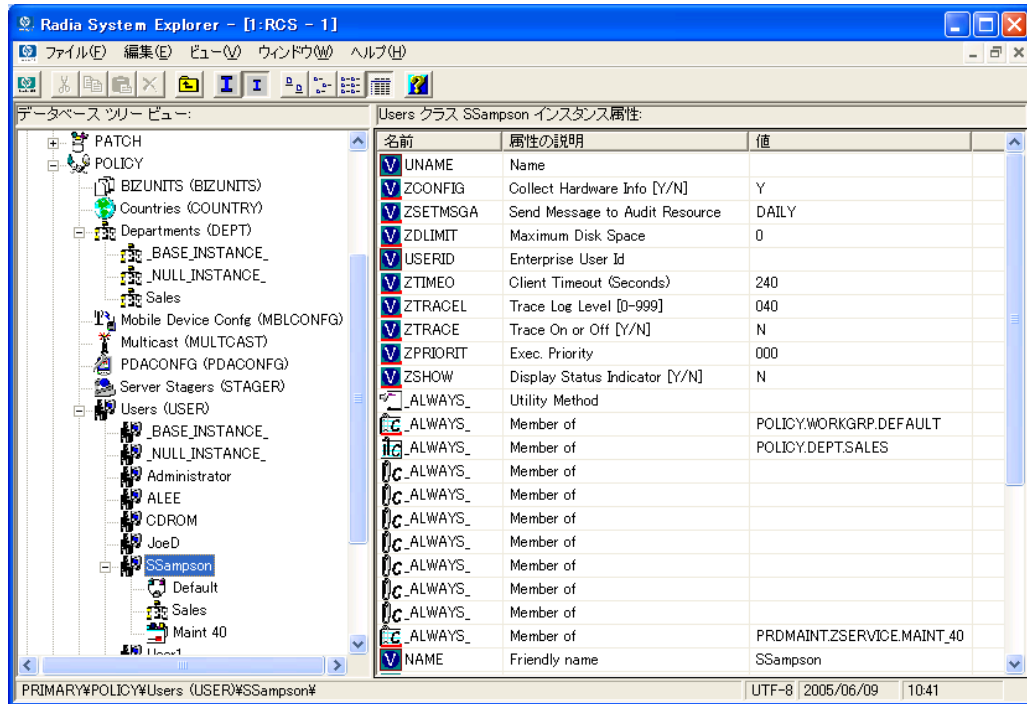 Radia System Explorer - [1:RCS - 1]
ファイル(F) 編集(E) ビュー(V) ウィンドウ(W) ヘルプ(H)
データベース ツリー ビュー:
PATCH
POLICY
BIZUNITS (BIZUNITS)
Countries (COUNTRY)
Departments (DEPT)
_BASE_INSTANCE_
_NULL_INSTANCE_
Sales
Mobile Device Confg (MBLCONFG)
Multicast (MULTCAST)
PDACONFG (PDACONFG)
Server Stagers (STAGER)
Users (USER)
_BASE_INSTANCE_
_NULL_INSTANCE_
Administrator
ALEE
CDROM
JoeD
SSampson
Default
Sales
Maint 40
User1
Users クラス SSampson インスタンス属性:
名前 属性の説明 値
UNAME Name
ZCONFIG Collect Hardware Info [Y/N] Y
ZSETMSGA Send Message to Audit Resource DAILY
ZDLIMIT Maximum Disk Space 0
USERID Enterprise User Id
ZTIMEO Client Timeout (Seconds) 240
ZTRACEL Trace Log Level [0-999] 040
ZTRACE Trace On or Off [Y/N] N
ZPRIORIT Exec. Priority 000
ZSHOW Display Status Indicator [Y/N] N
_ALWAYS_ Utility Method
_ALWAYS_ Member of POLICY.WORKGRP.DEFAULT
_ALWAYS_ Member of POLICY.DEPT.SALES
_ALWAYS_ Member of
_ALWAYS_ Member of
_ALWAYS_ Member of
_ALWAYS_ Member of
_ALWAYS_ Member of
_ALWAYS_ Member of
_ALWAYS_ Member of
_ALWAYS_ Member of PRDMAINT.ZSERVICE.MAINT_40
NAME Friendly name SSampson
PRIMARY¥POLICY¥Users (USER)¥SSampson¥ UTF-8 2005/06/09 10:41